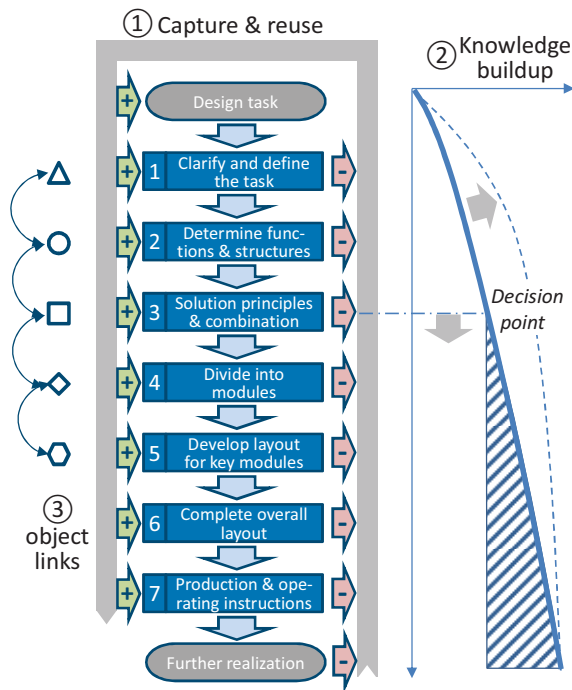 ① Capture & reuse
② Knowledge
buildup
+ Design task
+ 1 Clarify and define
the task -
+ 2 Determine func-
tions & structures -
+ 3 Solution principles
& combination -
Decision
point
+ 4 Divide into
modules -
+ 5 Develop layout
for key modules -
③
object
links
+ 6 Complete overall
layout -
+ 7 Production & ope-
rating instructions -
Further realization -